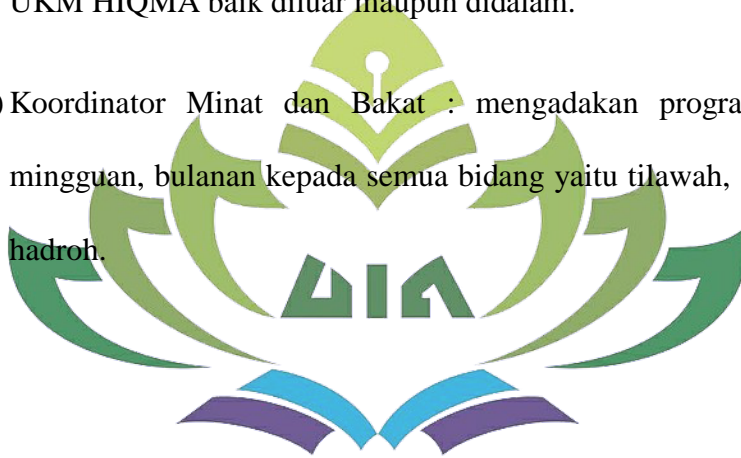 UKM HIQMA baik diluar maupun didalam.
) Koordinator Minat dan Bakat : mengadakan progra
mingguan, bulanan kepada semua bidang yaitu tilawah,
hadroh.
UIN